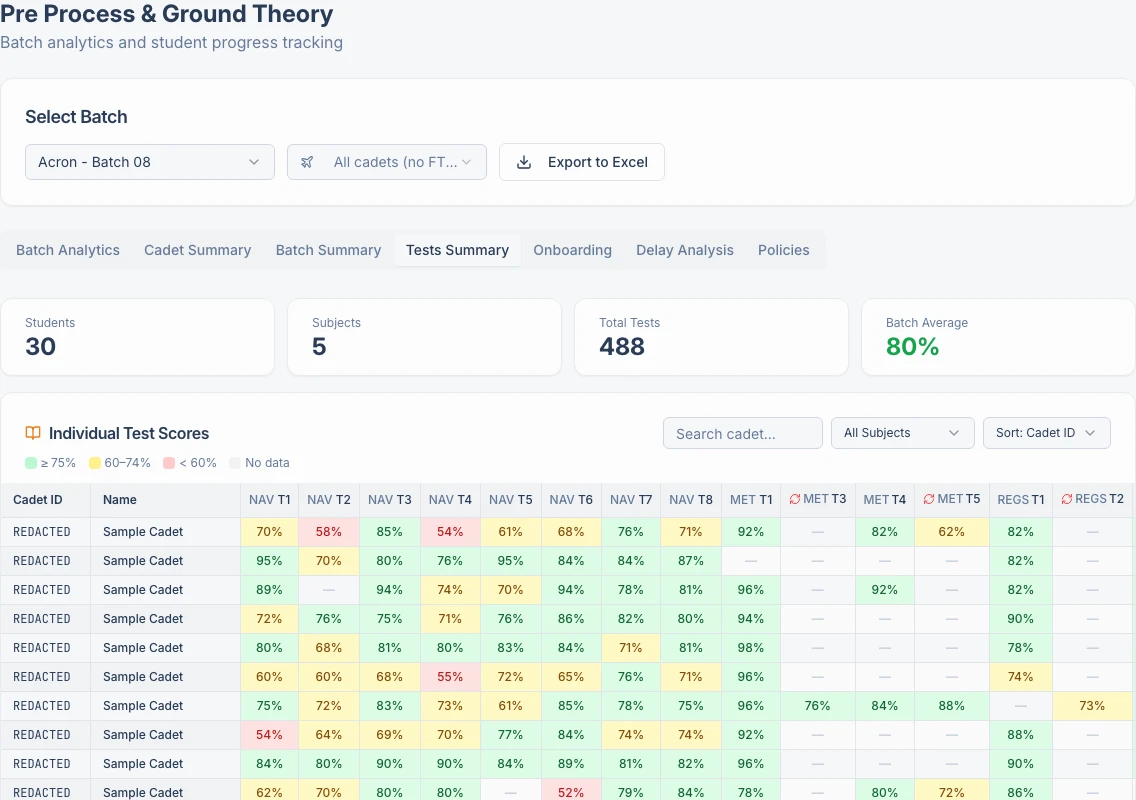 Pre Process & Ground Theory
Batch analytics and student progress tracking
Select Batch
Acron - Batch 08 All cadets (no FT... Export to Excel
Batch Analytics Cadet Summary Batch Summary Tests Summary Onboarding Delay Analysis Policies
Students Subjects Total Tests Batch Average
30 5 488 80%
Individual Test Scores Search cadet... All Subjects Sort: Cadet ID
≥ 75% 60–74% < 60% No data
Cadet ID Name NAV T1 NAV T2 NAV T3 NAV T4 NAV T5 NAV T6 NAV T7 NAV T8 MET T1 MET T3 MET T4 MET T5 REGS T1 REGS T2
REDACTED Sample Cadet 70% 58% 85% 54% 61% 68% 76% 71% 92% — 82% 62% 82% —
REDACTED Sample Cadet 95% 70% 80% 76% 95% 84% 84% 87% — — — — 82% —
REDACTED Sample Cadet 89% — 94% 74% 70% 94% 78% 81% 96% — 92% — 82% —
REDACTED Sample Cadet 72% 76% 75% 71% 76% 86% 82% 80% 94% — — — 90% —
REDACTED Sample Cadet 80% 68% 81% 80% 83% 84% 71% 81% 98% — — — 78% —
REDACTED Sample Cadet 60% 60% 68% 55% 72% 65% 76% 71% 96% — — — 74% —
REDACTED Sample Cadet 75% 72% 83% 73% 61% 85% 78% 75% 96% 76% 84% 88% — 73%
REDACTED Sample Cadet 54% 64% 69% 70% 77% 84% 74% 74% 92% — — — 88% —
REDACTED Sample Cadet 84% 80% 90% 90% 84% 89% 81% 82% 96% — — — 90% —
REDACTED Sample Cadet 62% 70% 80% 80% — 52% 79% 84% 78% — 80% 72% 86% —